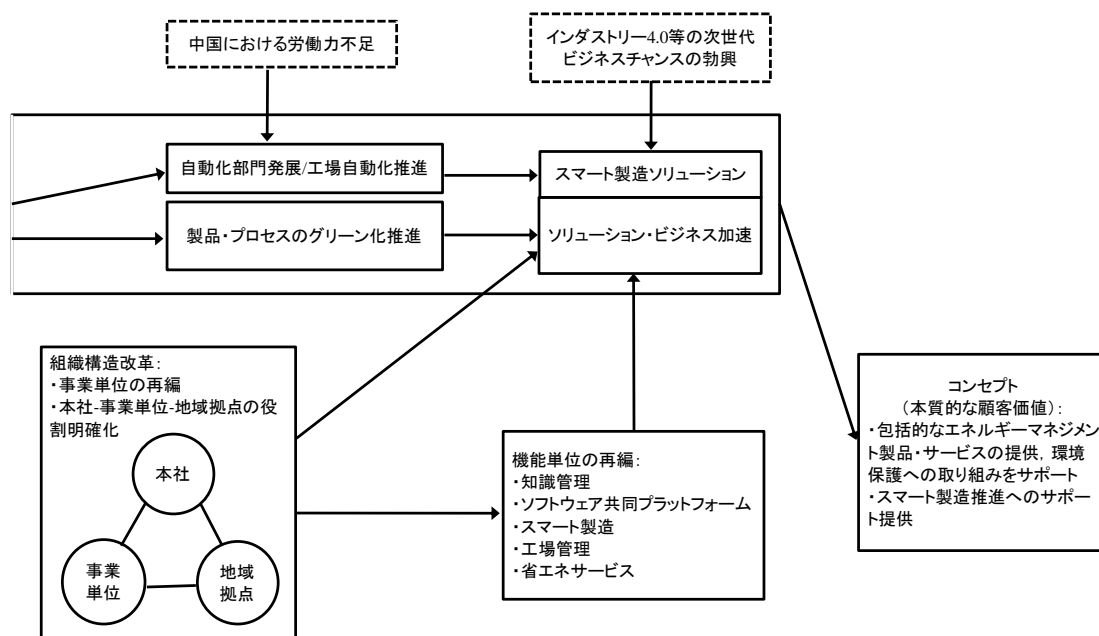 中国における労働力不足
インダストリー4.0等の次世代
ビジネスチャンスの勃興
自動化部門発展/工場自動化推進
スマート製造ソリューション
製品・プロセスのグリーン化推進
ソリューション・ビジネス加速
組織構造改革:
・事業単位の再編
・本社-事業単位-地域拠点の役
割明確化
本社
事業
単位
地域
拠点
機能単位の再編:
・知識管理
・ソフトウェア共同プラットフォーム
・スマート製造
・工場管理
・省エネサービス
コンセプト
(本質的な顧客価値):
・包括的なエネルギーマネジメン
ト製品・サービスの提供,環境
保護への取り組みをサポート
・スマート製造推進へのサポー
ト提供